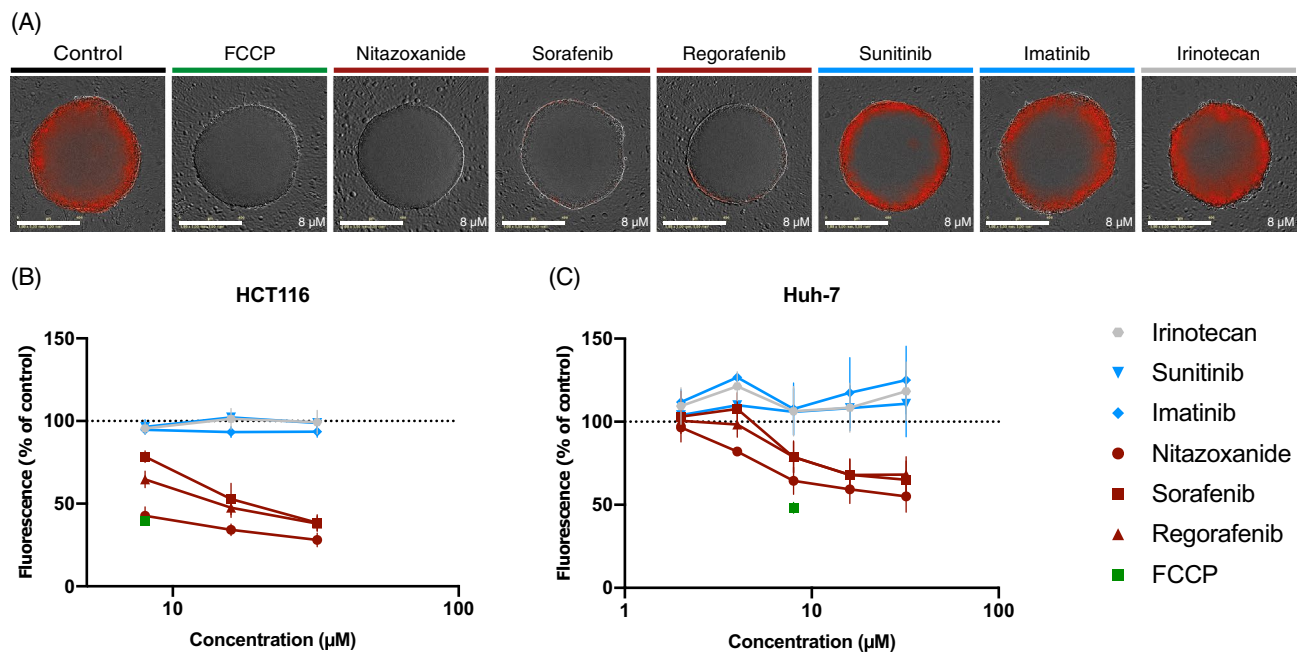 (A)
Control FCCP Nitazoxanide Sorafenib Regorafenib Sunitinib Imatinib Irinotecan
8 µM 8 µM 8 µM 8 µM 8 µM 8 µM 8 µM
(B) (C)
HCT116 Huh-7
Fluorescence (% of control)
150
100
50
0
10 100
Concentration (µM)
Fluorescence (% of control)
150
100
50
0
1 10 100
Concentration (µM)
Irinotecan
Sunitinib
Imatinib
Nitazoxanide
Sorafenib
Regorafenib
FCCP